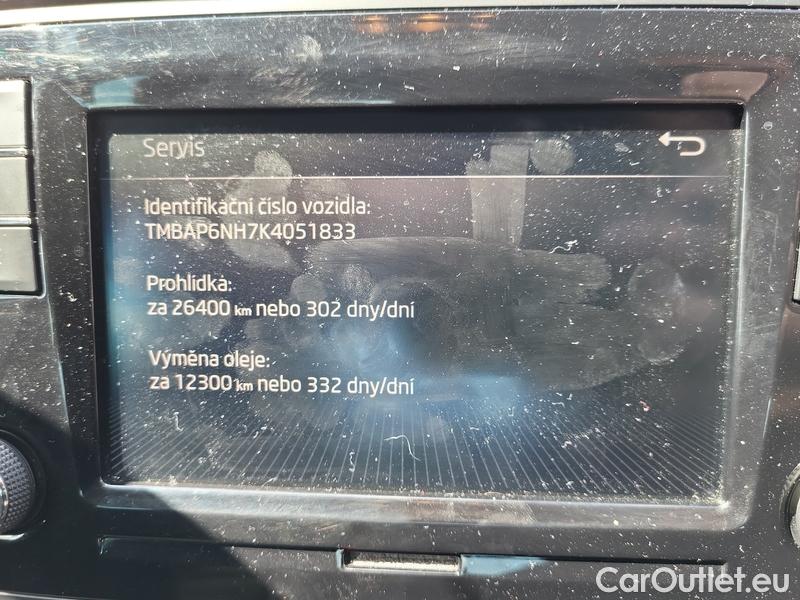 Servis
Identifikační číslo vozidla:
TMBAP6NH7K4051833
Prohlídka:
za 26400 km nebo 302 dny/dní
Výměna oleje:
za 12300 km nebo 332 dny/dní
CarOutlet.eu